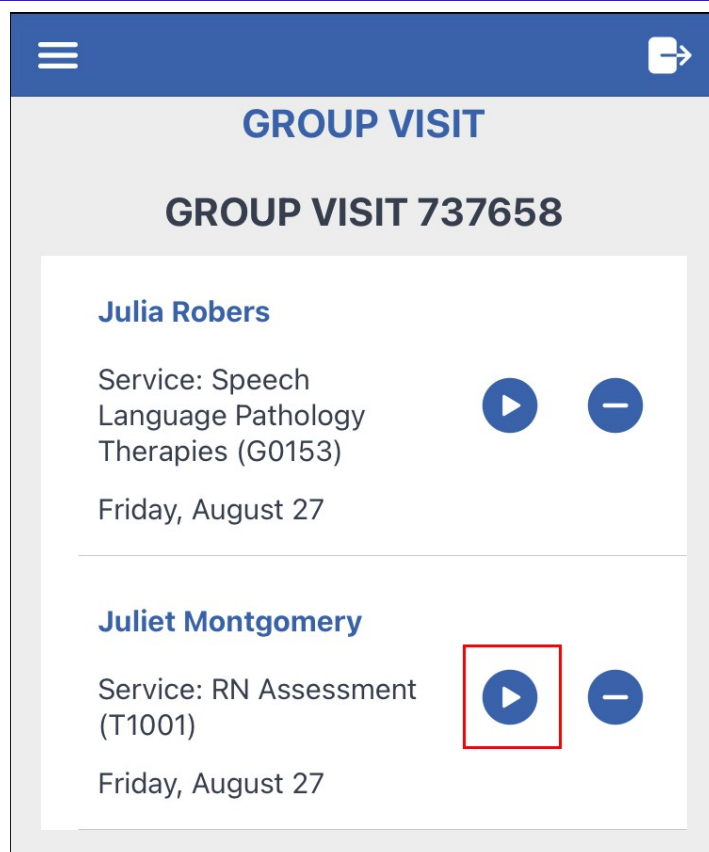 GROUP VISIT
GROUP VISIT 737658
Julia Robers
Service: Speech
Language Pathology
Therapies (G0153)
Friday, August 27
Juliet Montgomery
Service: RN Assessment
(T1001)
Friday, August 27